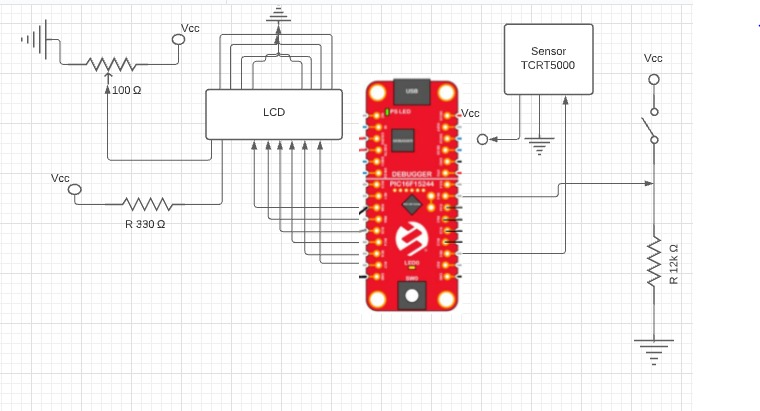 Vcc
Sensor
TCRT5000
Vcc
100 Ω
LCD
USB
PS LED
Vcc
DEBUGGER
PIC16F15244
Vcc
R 330 Ω
R 12k Ω
LED0
SW0